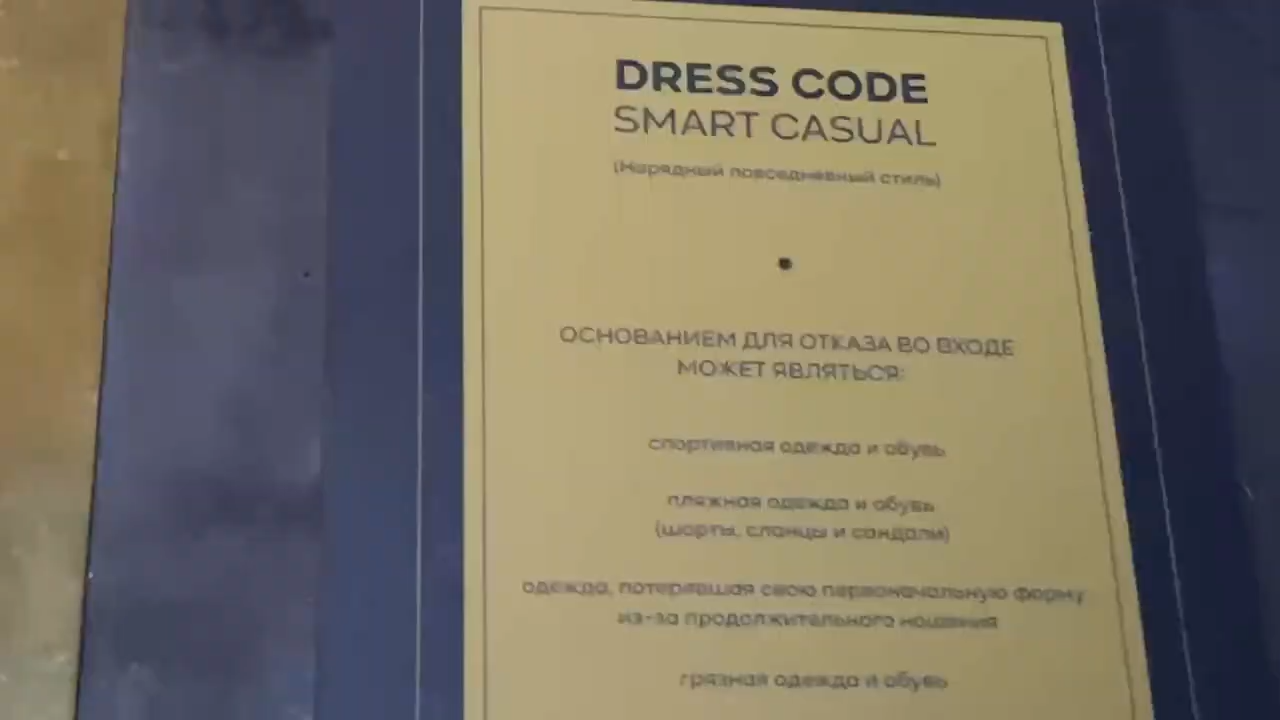 DRESS CODE
SMART CASUAL
(Нарядный повседневный стиль)
ОСНОВАНИЕМ ДЛЯ ОТКАЗА ВО ВХОДЕ
МОЖЕТ ЯВЛЯТЬСЯ:
спортивная одежда и обувь
пляжная одежда и обувь
(шорты, сланцы и сандали)
одежда, потерявшая свою первоначальную форму
из-за продолжительного ношения
грязная одежда и обувь